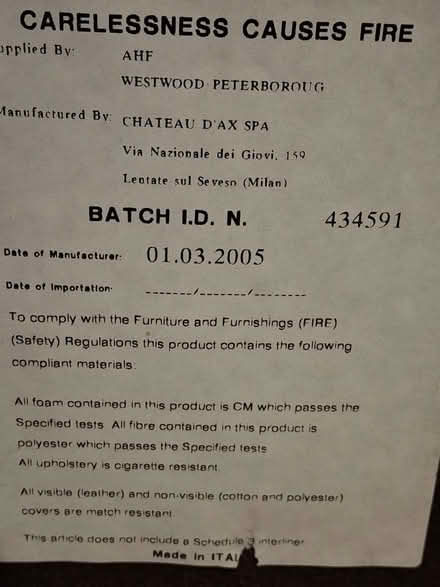 CARELESSNESS CAUSES FIRE
upplied By: AHF
WESTWOOD PETERBOROUG
Manufactured By: CHATEAU D'AX SPA
Via Nazionale dei Giovi, 159
Lentate sul Seveso (Milan)
BATCH I.D. N. 434591
Date of Manufacturer: 01.03.2005
Date of Importation: ______/______/________
To comply with the Furniture and Furnishings (FIRE)
(Safety) Regulations this product contains the following
compliant materials:
All foam contained in this product is CM which passes the
Specified tests All fibre contained in this product is
polyester which passes the Specified tests
All upholstery is cigarette resistant.
All visible (leather) and non-visible (cotton and polyester)
covers are match resistant
This article does not include a Schedule 3 interliner
Made in ITAL